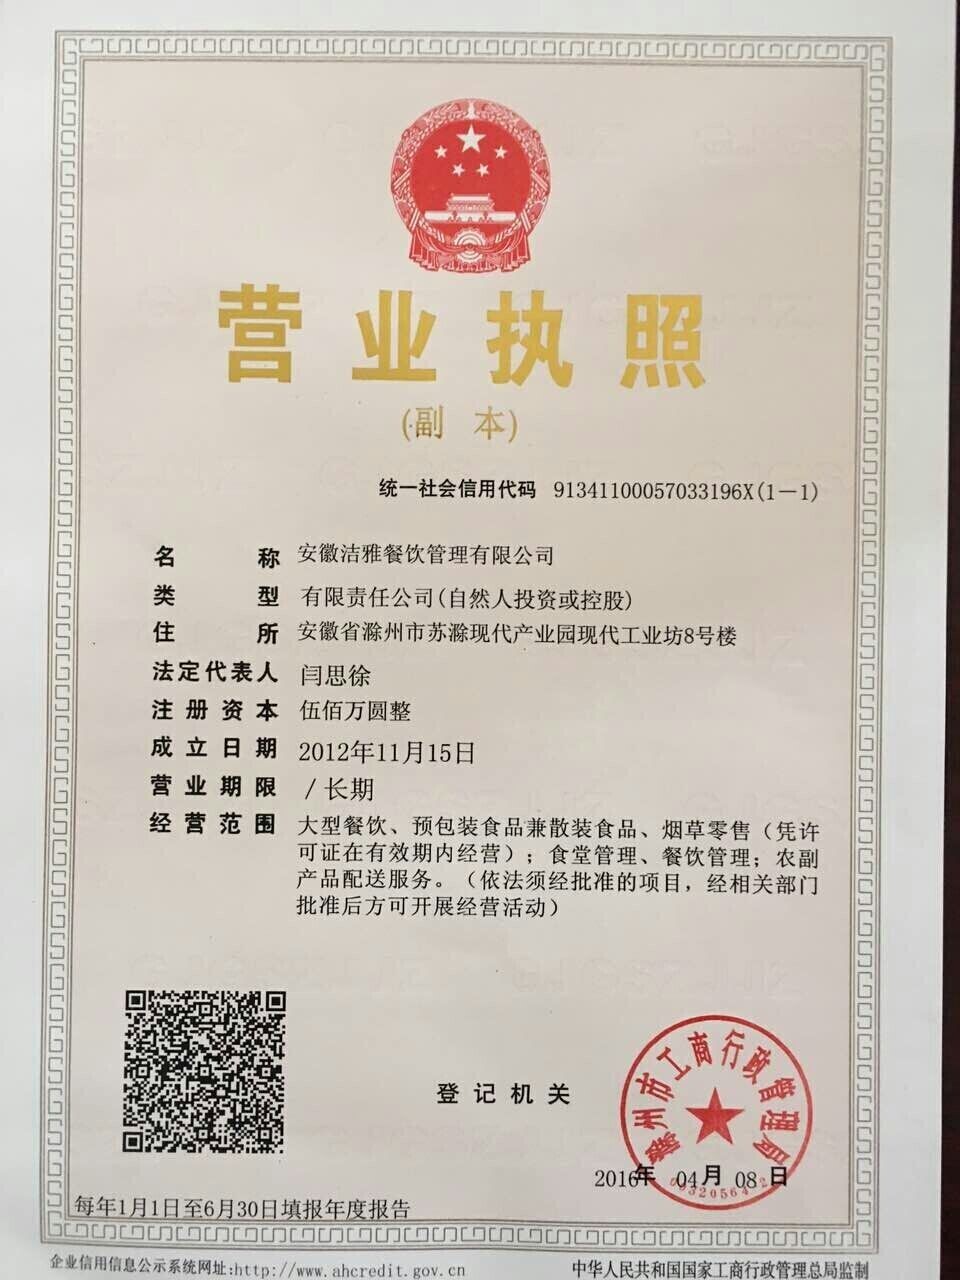 营业执照
(副 本)
统一社会信用代码 91341100057033196X(1-1)
名 称 安徽洁雅餐饮管理有限公司
类 型 有限责任公司(自然人投资或控股)
住 所 安徽省滁州市苏滁现代产业园现代工业坊8号楼
法定代表人 闫思徐
注册资本 伍佰万圆整
成立日期 2012年11月15日
营业期限 /长期
经营范围 大型餐饮、预包装食品兼散装食品、烟草零售（凭许
可证在有效期内经营）；食堂管理、餐饮管理；农副
产品配送服务。（依法须经批准的项目，经相关部门
批准后方可开展经营活动）
滁州市工商行政管理局
登记机关
2016年 04月 08日
每年1月1日至6月30日填报年度报告
企业信用信息公示系统网址:http://www.ahcredit.gov.cn
中华人民共和国国家工商行政管理总局监制